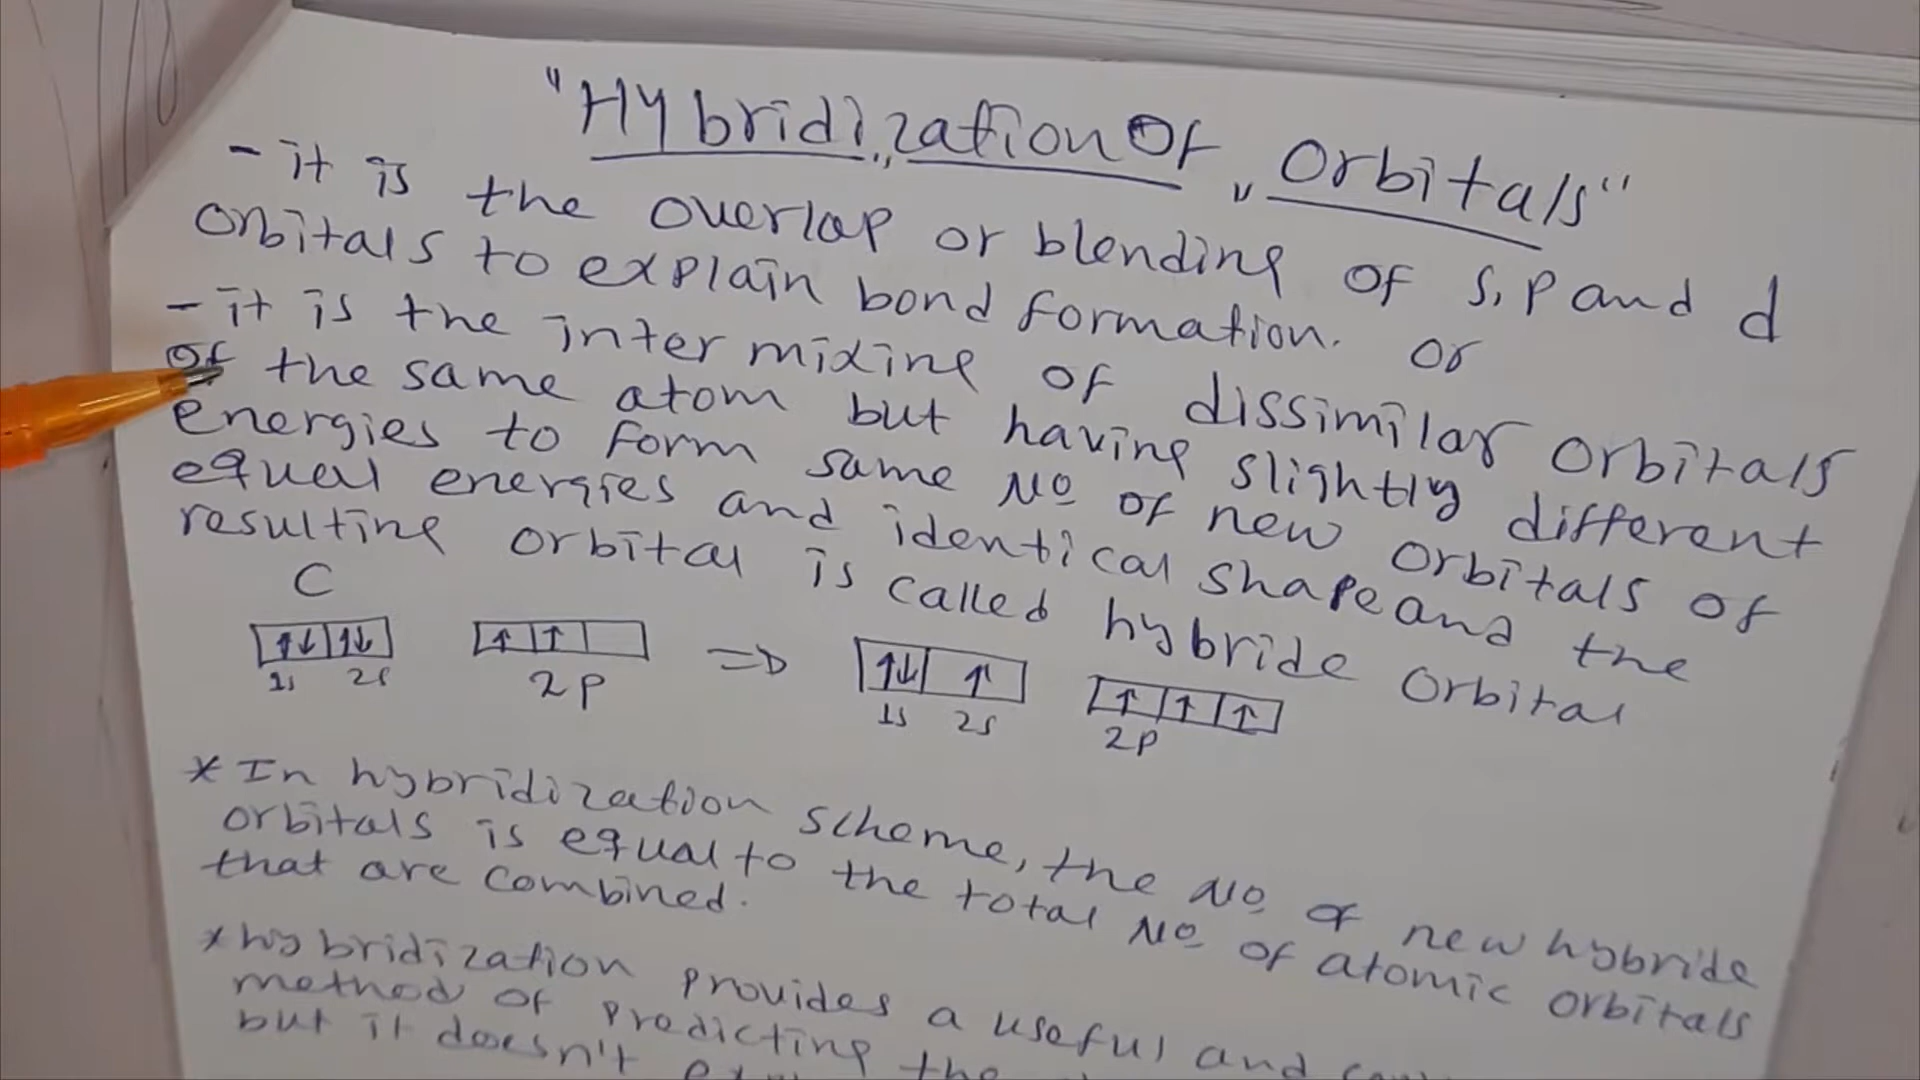 "Hybridization Of Orbitals"
- it is the overlap or blending of s, p and d
orbitals to explain bond formation. or
- it is the inter mixing of dissimilar orbitals
of the same atom but having slightly different
energies to form same No of new orbitals of
equal energies and identical shape and the
resulting orbital is called hybride orbital
C
↑↓ ↑↓ ↑ ↑ ⇒ ↑↓ ↑ ↑ ↑ ↑
1s 2s 2p 1s 2s 2p
* In hybridization scheme, the No of new hybride
orbitals is equal to the total No of atomic orbitals
that are combined.
* hybridization provides a useful and
method of predicting the
but it doesn't